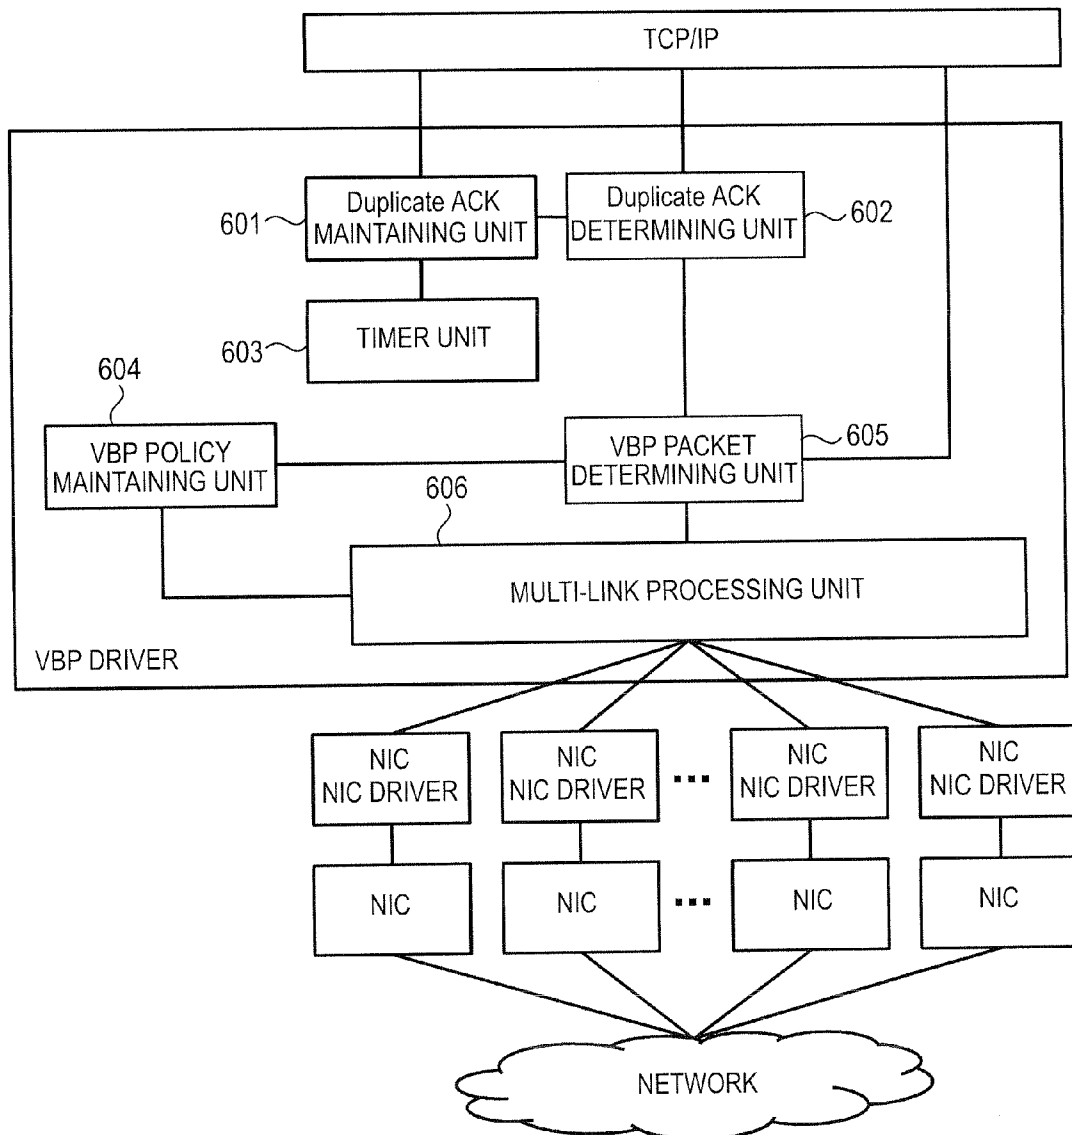 TCP/IP
601
Duplicate ACK
MAINTAINING UNIT
Duplicate ACK
DETERMINING UNIT
602
603
TIMER UNIT
604
VBP POLICY
MAINTAINING UNIT
VBP PACKET
DETERMINING UNIT
605
606
MULTI-LINK PROCESSING UNIT
VBP DRIVER
NIC
NIC DRIVER
NIC
NIC DRIVER
...
NIC
NIC DRIVER
NIC
NIC DRIVER
NIC
NIC
...
NIC
NIC
NETWORK